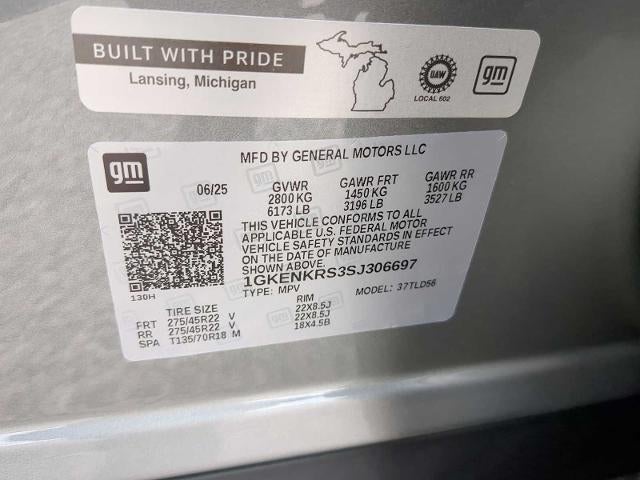 BUILT WITH PRIDE
Lansing, Michigan
UAW
LOCAL 602
gm
gm
MFD BY GENERAL MOTORS LLC
06/25 GVWR GAWR FRT GAWR RR
2800 KG 1450 KG 1600 KG
6173 LB 3196 LB 3527 LB
THIS VEHICLE CONFORMS TO ALL
APPLICABLE U.S. FEDERAL MOTOR
VEHICLE SAFETY STANDARDS IN EFFECT
ON THE DATE OF MANUFACTURE
SHOWN ABOVE.
1GKENKRS3SJ306697
130H TYPE: MPV MODEL: 37TLD56
TIRE SIZE RIM
FRT 275/45R22 V 22X8.5J
RR 275/45R22 V 22X8.5J
SPA T135/70R18 M 18X4.5B